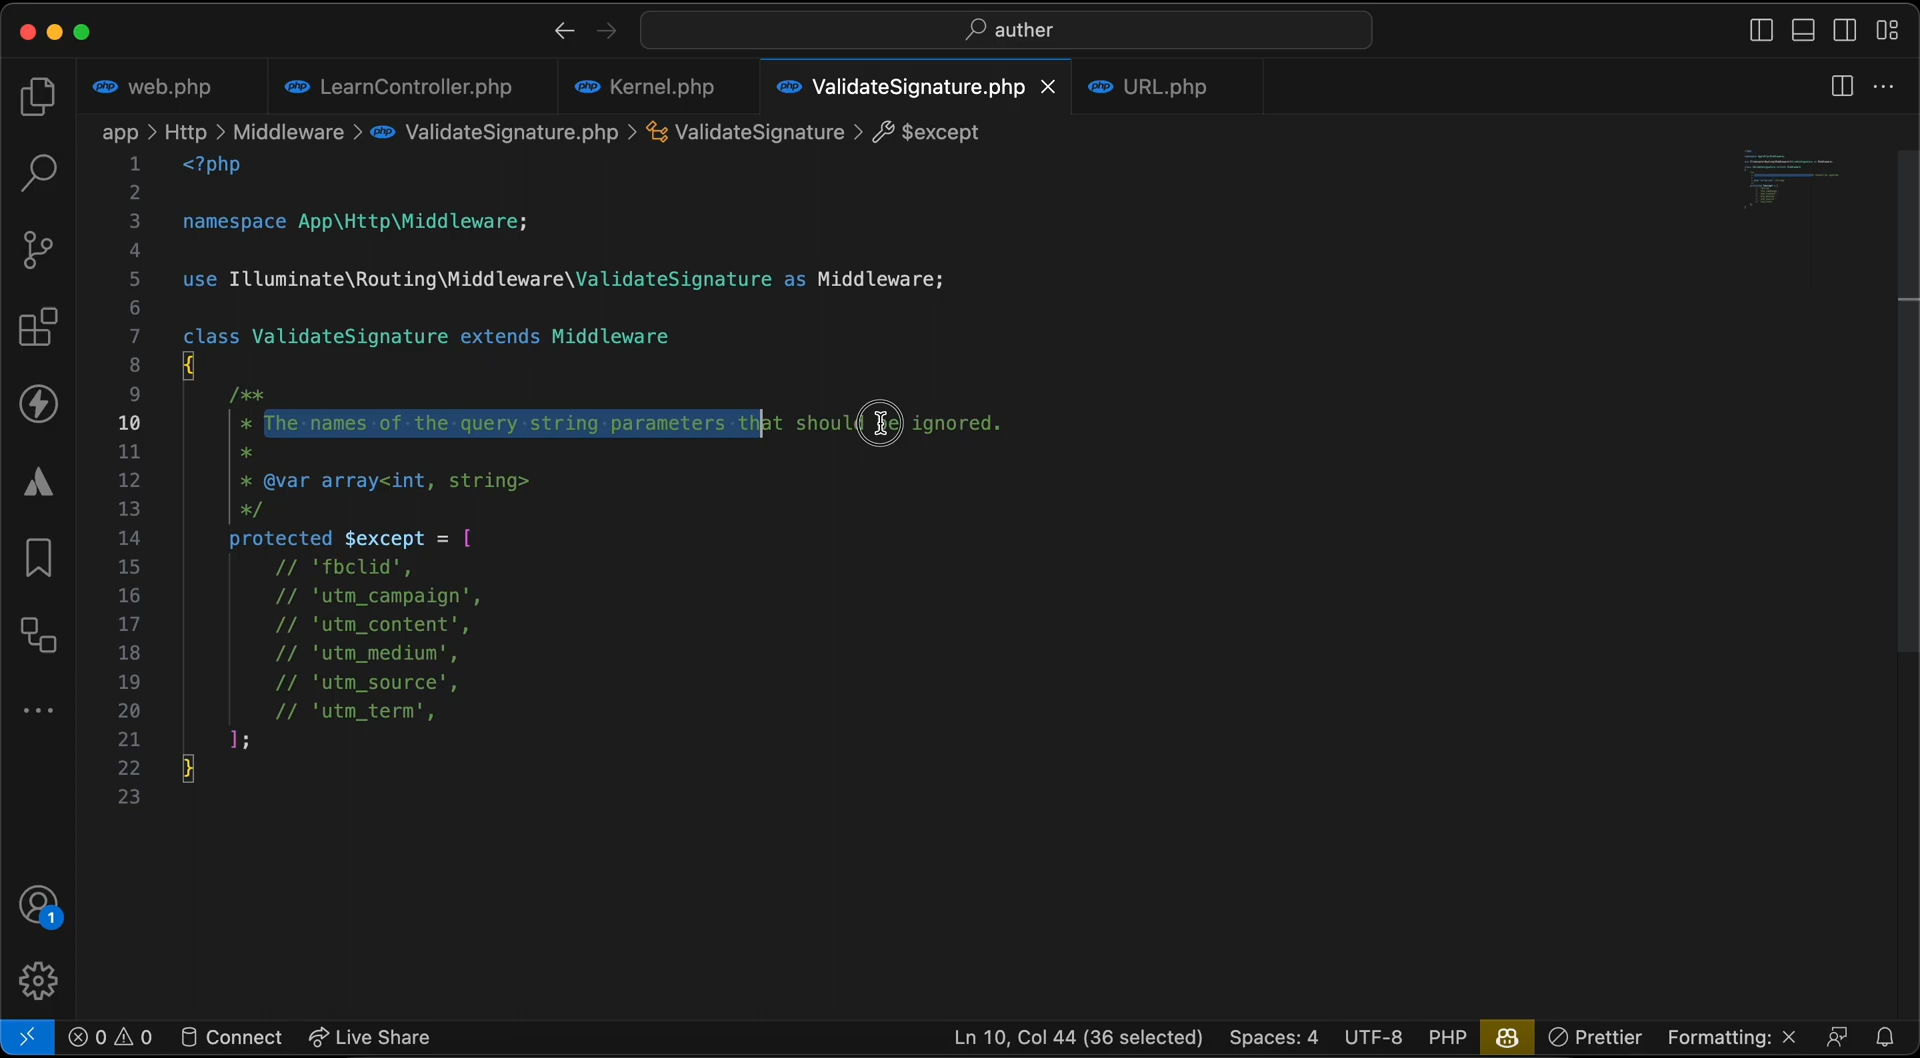 auther
web.php
LearnController.php
Kernel.php
ValidateSignature.php
URL.php
app > Http > Middleware > ValidateSignature.php > ValidateSignature > $except
1 <?php
2
3 namespace App\Http\Middleware;
4
5 use Illuminate\Routing\Middleware\ValidateSignature as Middleware;
6
7 class ValidateSignature extends Middleware
8 {
9 /**
10 * The names of the query string parameters that should be ignored.
11 *
12 * @var array<int, string>
13 */
14 protected $except = [
15 // 'fbclid',
16 // 'utm_campaign',
17 // 'utm_content',
18 // 'utm_medium',
19 // 'utm_source',
20 // 'utm_term',
21 ];
22 }
23
1
0 0 Connect Live Share Ln 10, Col 44 (36 selected) Spaces: 4 UTF-8 PHP Prettier Formatting: ×